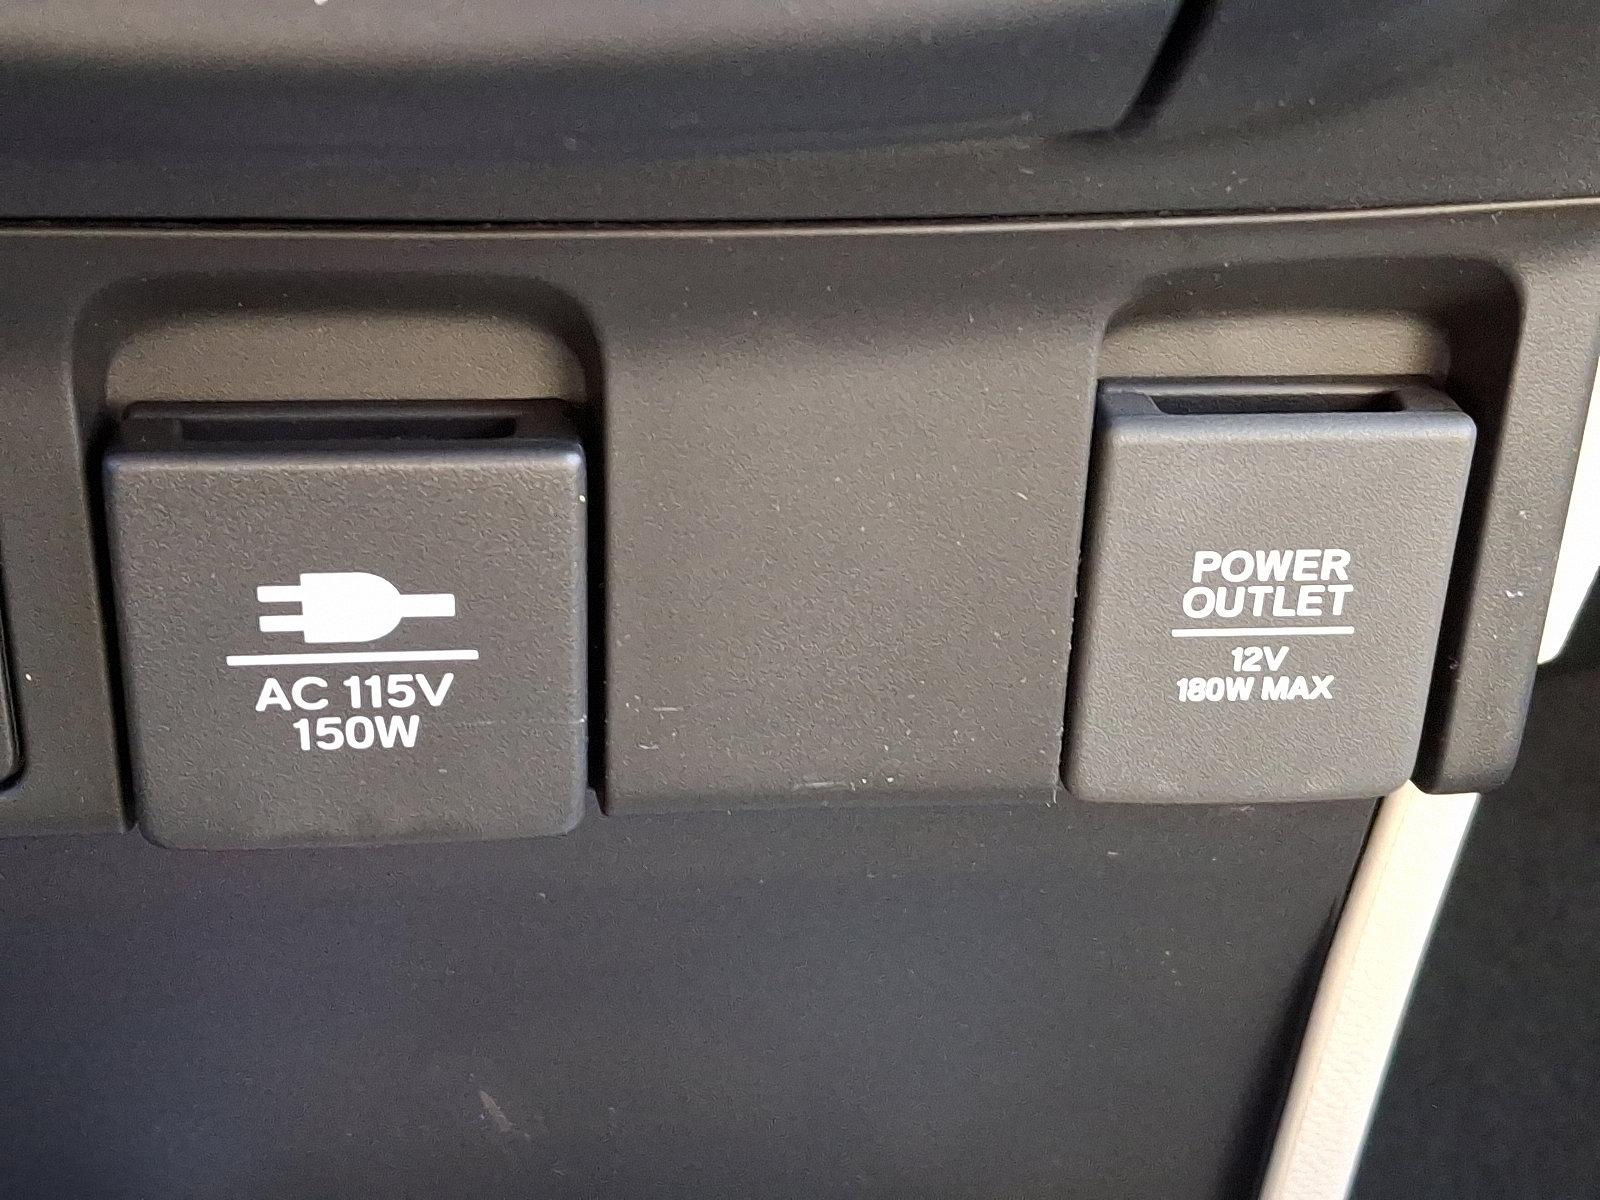 AC 115V
150W
POWER
OUTLET
12V
180W MAX